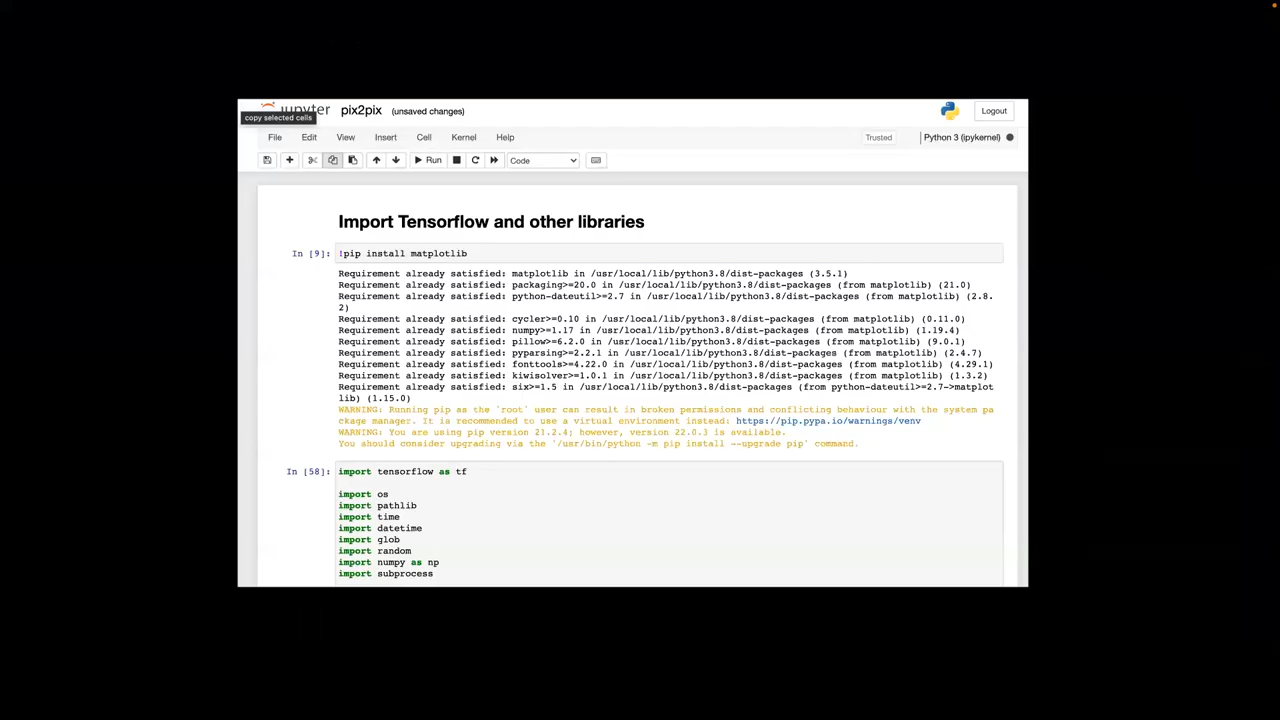 jupyter pix2pix (unsaved changes) Logout
copy selected cells
File Edit View Insert Cell Kernel Help Trusted Python 3 (ipykernel)
Run Code
Import Tensorflow and other libraries
In [9]: !pip install matplotlib
Requirement already satisfied: matplotlib in /usr/local/lib/python3.8/dist-packages (3.5.1)
Requirement already satisfied: packaging>=20.0 in /usr/local/lib/python3.8/dist-packages (from matplotlib) (21.0)
Requirement already satisfied: python-dateutil>=2.7 in /usr/local/lib/python3.8/dist-packages (from matplotlib) (2.8.
2)
Requirement already satisfied: cycler>=0.10 in /usr/local/lib/python3.8/dist-packages (from matplotlib) (0.11.0)
Requirement already satisfied: numpy>=1.17 in /usr/local/lib/python3.8/dist-packages (from matplotlib) (1.19.4)
Requirement already satisfied: pillow>=6.2.0 in /usr/local/lib/python3.8/dist-packages (from matplotlib) (9.0.1)
Requirement already satisfied: pyparsing>=2.2.1 in /usr/local/lib/python3.8/dist-packages (from matplotlib) (2.4.7)
Requirement already satisfied: fonttools>=4.22.0 in /usr/local/lib/python3.8/dist-packages (from matplotlib) (4.29.1)
Requirement already satisfied: kiwisolver>=1.0.1 in /usr/local/lib/python3.8/dist-packages (from matplotlib) (1.3.2)
Requirement already satisfied: six>=1.5 in /usr/local/lib/python3.8/dist-packages (from python-dateutil>=2.7->matplot
lib) (1.15.0)
WARNING: Running pip as the 'root' user can result in broken permissions and conflicting behaviour with the system pa
ckage manager. It is recommended to use a virtual environment instead: https://pip.pypa.io/warnings/venv
WARNING: You are using pip version 21.2.4; however, version 22.0.3 is available.
You should consider upgrading via the '/usr/bin/python -m pip install --upgrade pip' command.
In [58]: import tensorflow as tf
import os
import pathlib
import time
import datetime
import glob
import random
import numpy as np
import subprocess